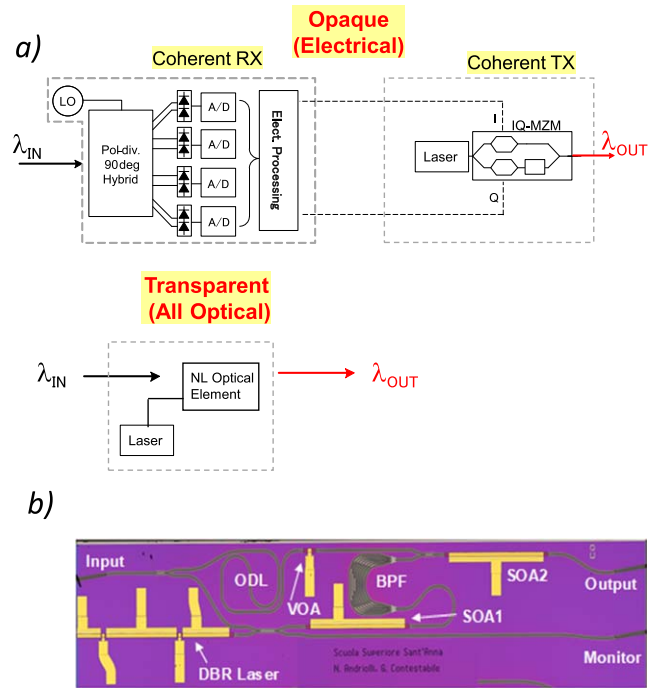 a)
Opaque
(Electrical)
Coherent RX
Coherent TX
LO
λIN
Pol-div.
90deg
Hybrid
A/D
A/D
A/D
A/D
Elect. Processing
I
Q
Laser
IQ-MZM
λOUT
Transparent
(All Optical)
λIN
NL Optical
Element
Laser
λOUT
b)
Input
ODL
VOA
BPF
SOA2
Output
SOA1
DBR Laser
Scuola Superiore Sant'Anna
N. Andriolli, G. Contestabile
Monitor